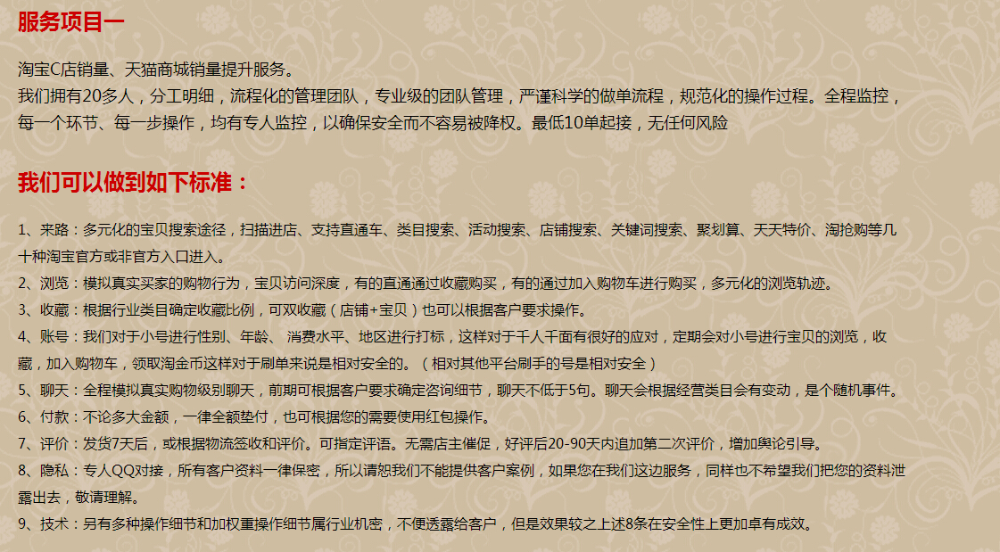 服务项目一
淘宝C店销量、天猫商城销量提升服务。
我们拥有20多人，分工明细，流程化的管理团队，专业级的团队管理，严谨科学的做单流程，规范化的操作过程。全程监控，
每一个环节、每一步操作，均有专人监控，以确保安全而不容易被降权。最低10单起接，无任何风险
我们可以做到如下标准：
1、来路：多元化的宝贝搜索途径，扫描进店、支持直通车、类目搜索、活动搜索、店铺搜索、关键词搜索、聚划算、天天特价、淘抢购等几
十种淘宝官方或非官方入口进入。
2、浏览：模拟真实买家的购物行为，宝贝访问深度，有的直通通过收藏购买，有的通过加入购物车进行购买，多元化的浏览轨迹。
3、收藏：根据行业类目确定收藏比例，可双收藏（店铺+宝贝）也可以根据客户要求操作。
4、账号：我们对于小号进行性别、年龄、 消费水平、地区进行打标，这样对于千人千面有很好的应对，定期会对小号进行宝贝的浏览，收
藏，加入购物车，领取淘金币这样对于刷单来说是相对安全的。（相对其他平台刷手的号是相对安全）
5、聊天：全程模拟真实购物级别聊天，前期可根据客户要求确定咨询细节，聊天不低于5句。聊天会根据经营类目会有变动，是个随机事件。
6、付款：不论多大金额，一律全额垫付，也可根据您的需要使用红包操作。
7、评价：发货7天后，或根据物流签收和评价。可指定评语。无需店主催促，好评后20-90天内追加第二次评价，增加舆论引导。
8、隐私：专人QQ对接，所有客户资料一律保密，所以请恕我们不能提供客户案例，如果您在我们这边服务，同样也不希望我们把您的资料泄
露出去，敬请理解。
9、技术：另有多种操作细节和加权重操作细节属行业机密，不便透露给客户，但是效果较之上述8条在安全性上更加卓有成效。